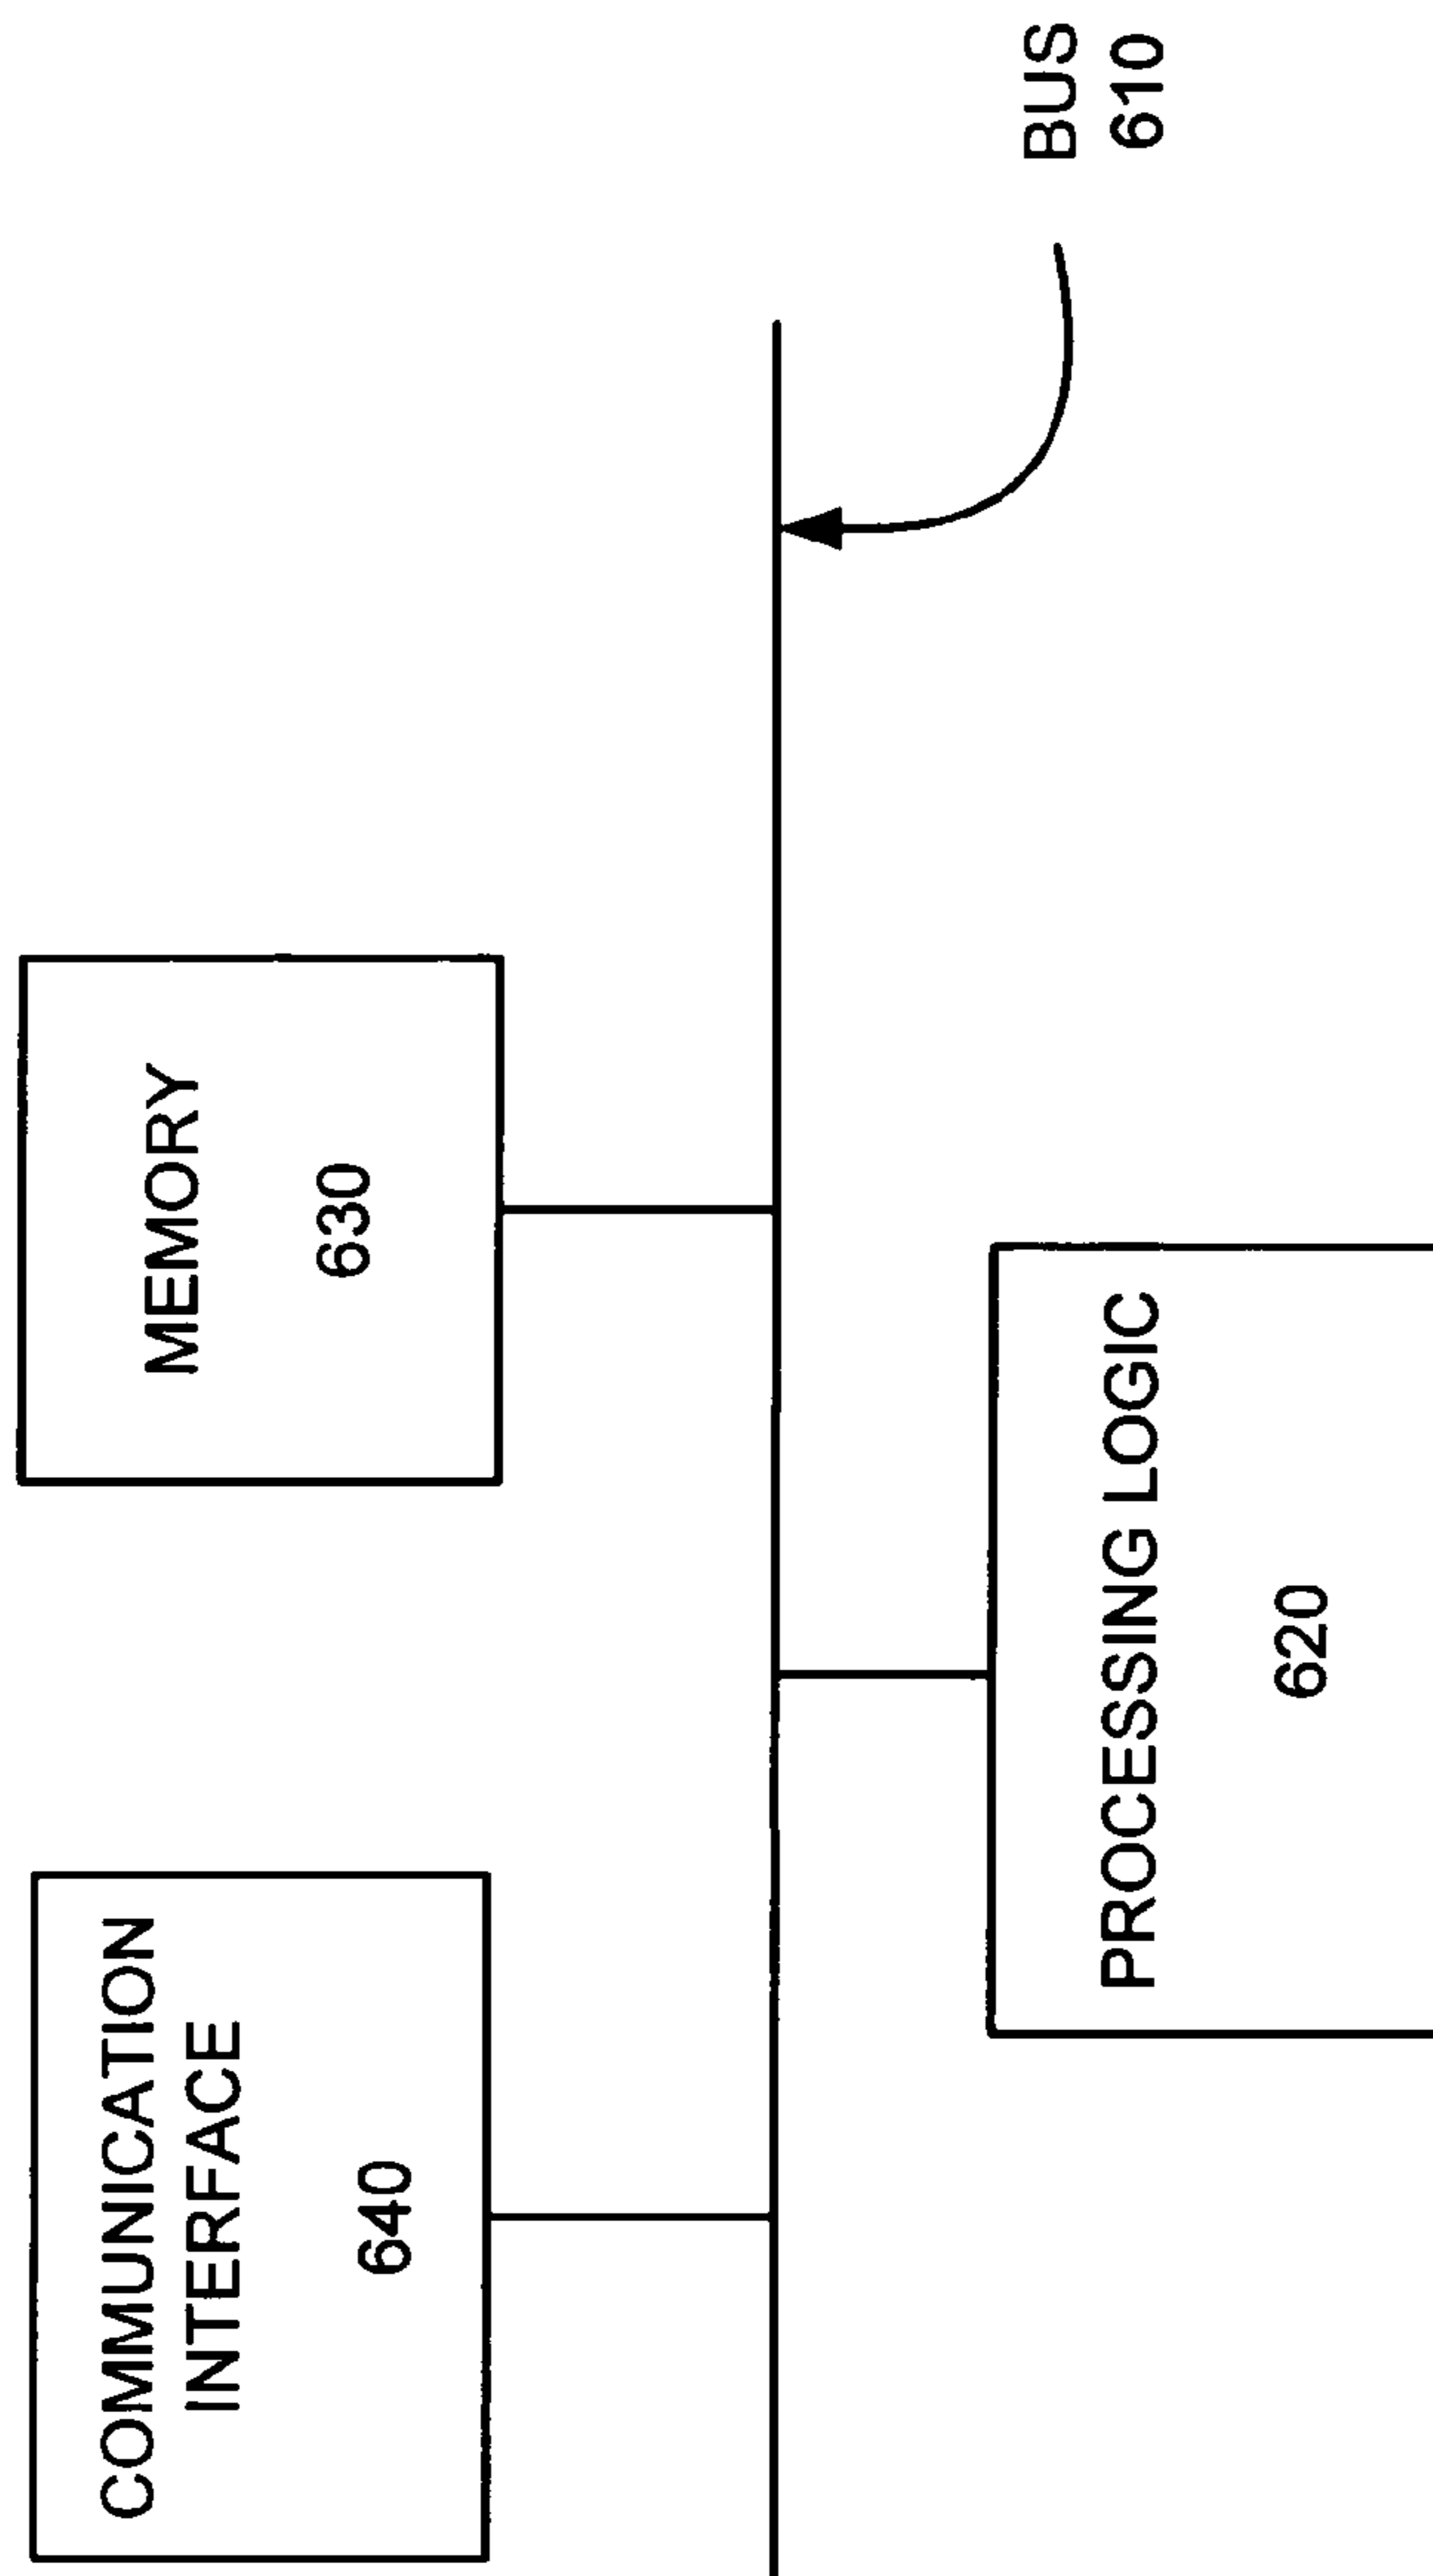 COMMUNICATION
INTERFACE
640
MEMORY
630
BUS
610
PROCESSING LOGIC
620